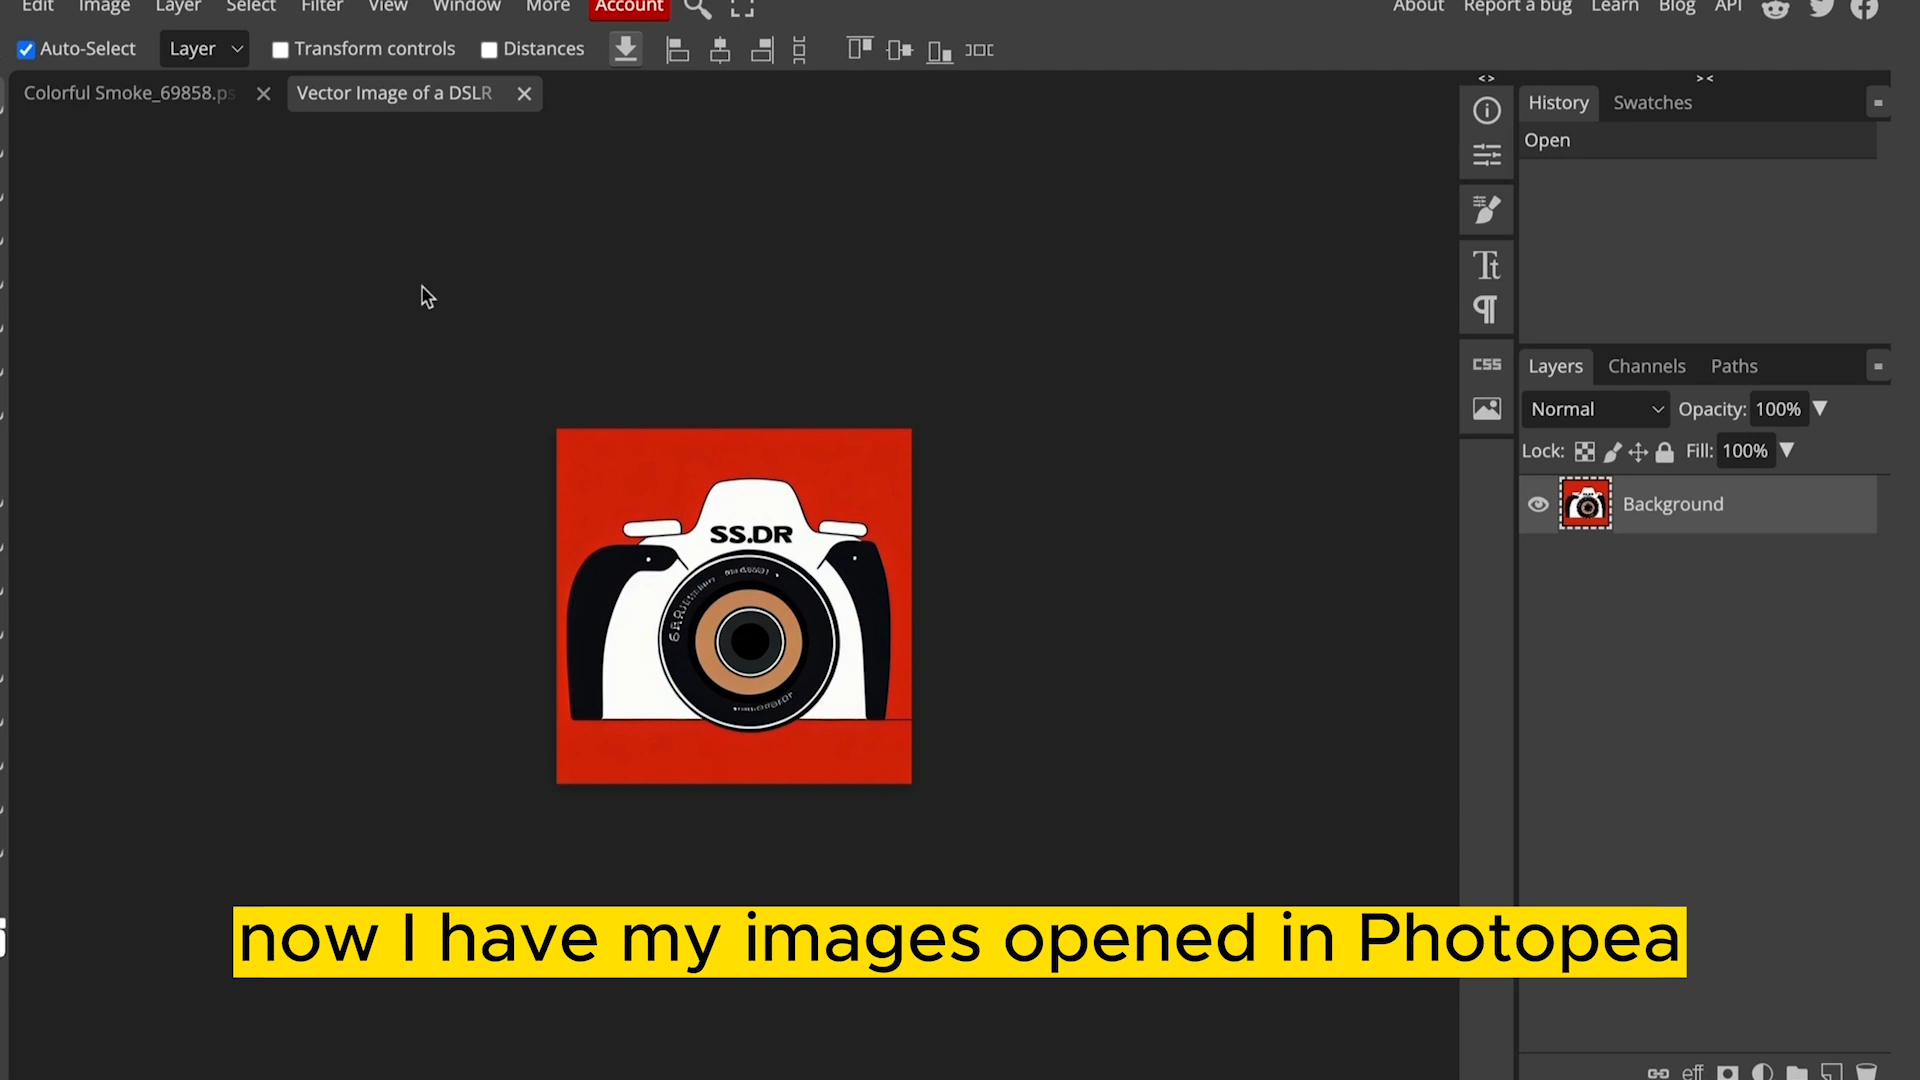 Edit Image Layer Select Filter View Window More Account About Report a bug Learn Blog API
Auto-Select Layer Transform controls Distances
Colorful Smoke_69858.ps Vector Image of a DSLR
History Swatches
Open
Tt
CSS
Layers Channels Paths
Normal Opacity: 100%
Lock: Fill: 100%
Background
SS.DR
now I have my images opened in Photopea
eff